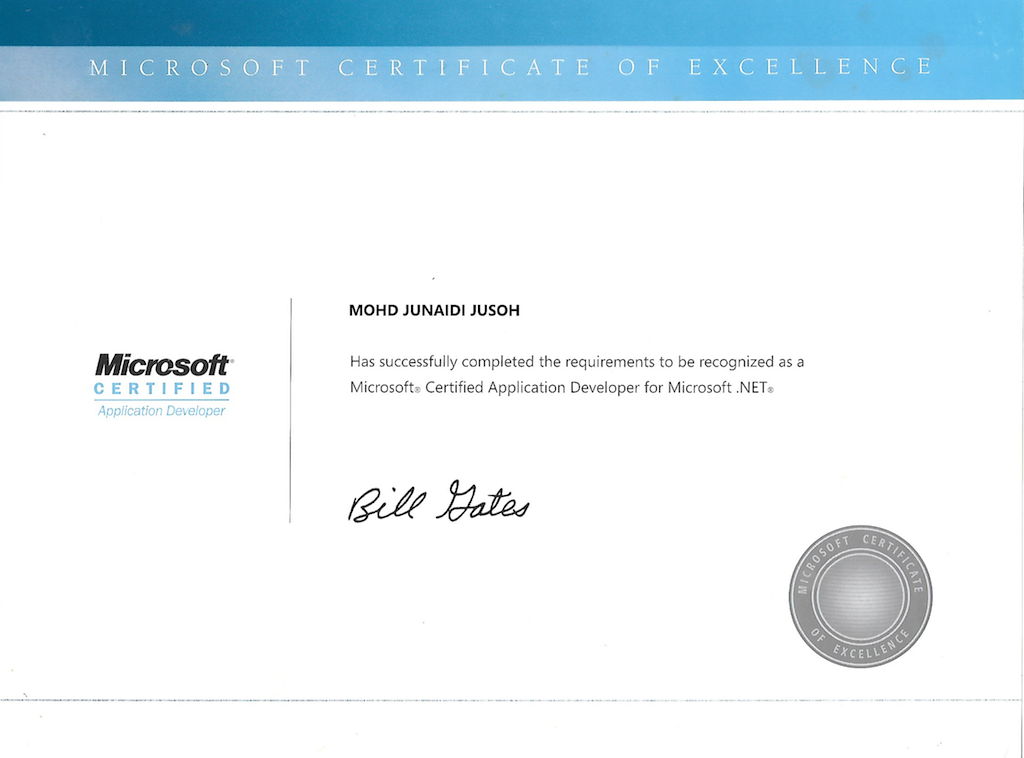 MICROSOFT CERTIFICATE OF EXCELLENCE
MOHD JUNAIDI JUSOH
Has successfully completed the requirements to be recognized as a
Microsoft® Certified Application Developer for Microsoft .NET®
Microsoft®
CERTIFIED
Application Developer
Bill Gates
MICROSOFT CERTIFICATE
OF EXCELLENCE